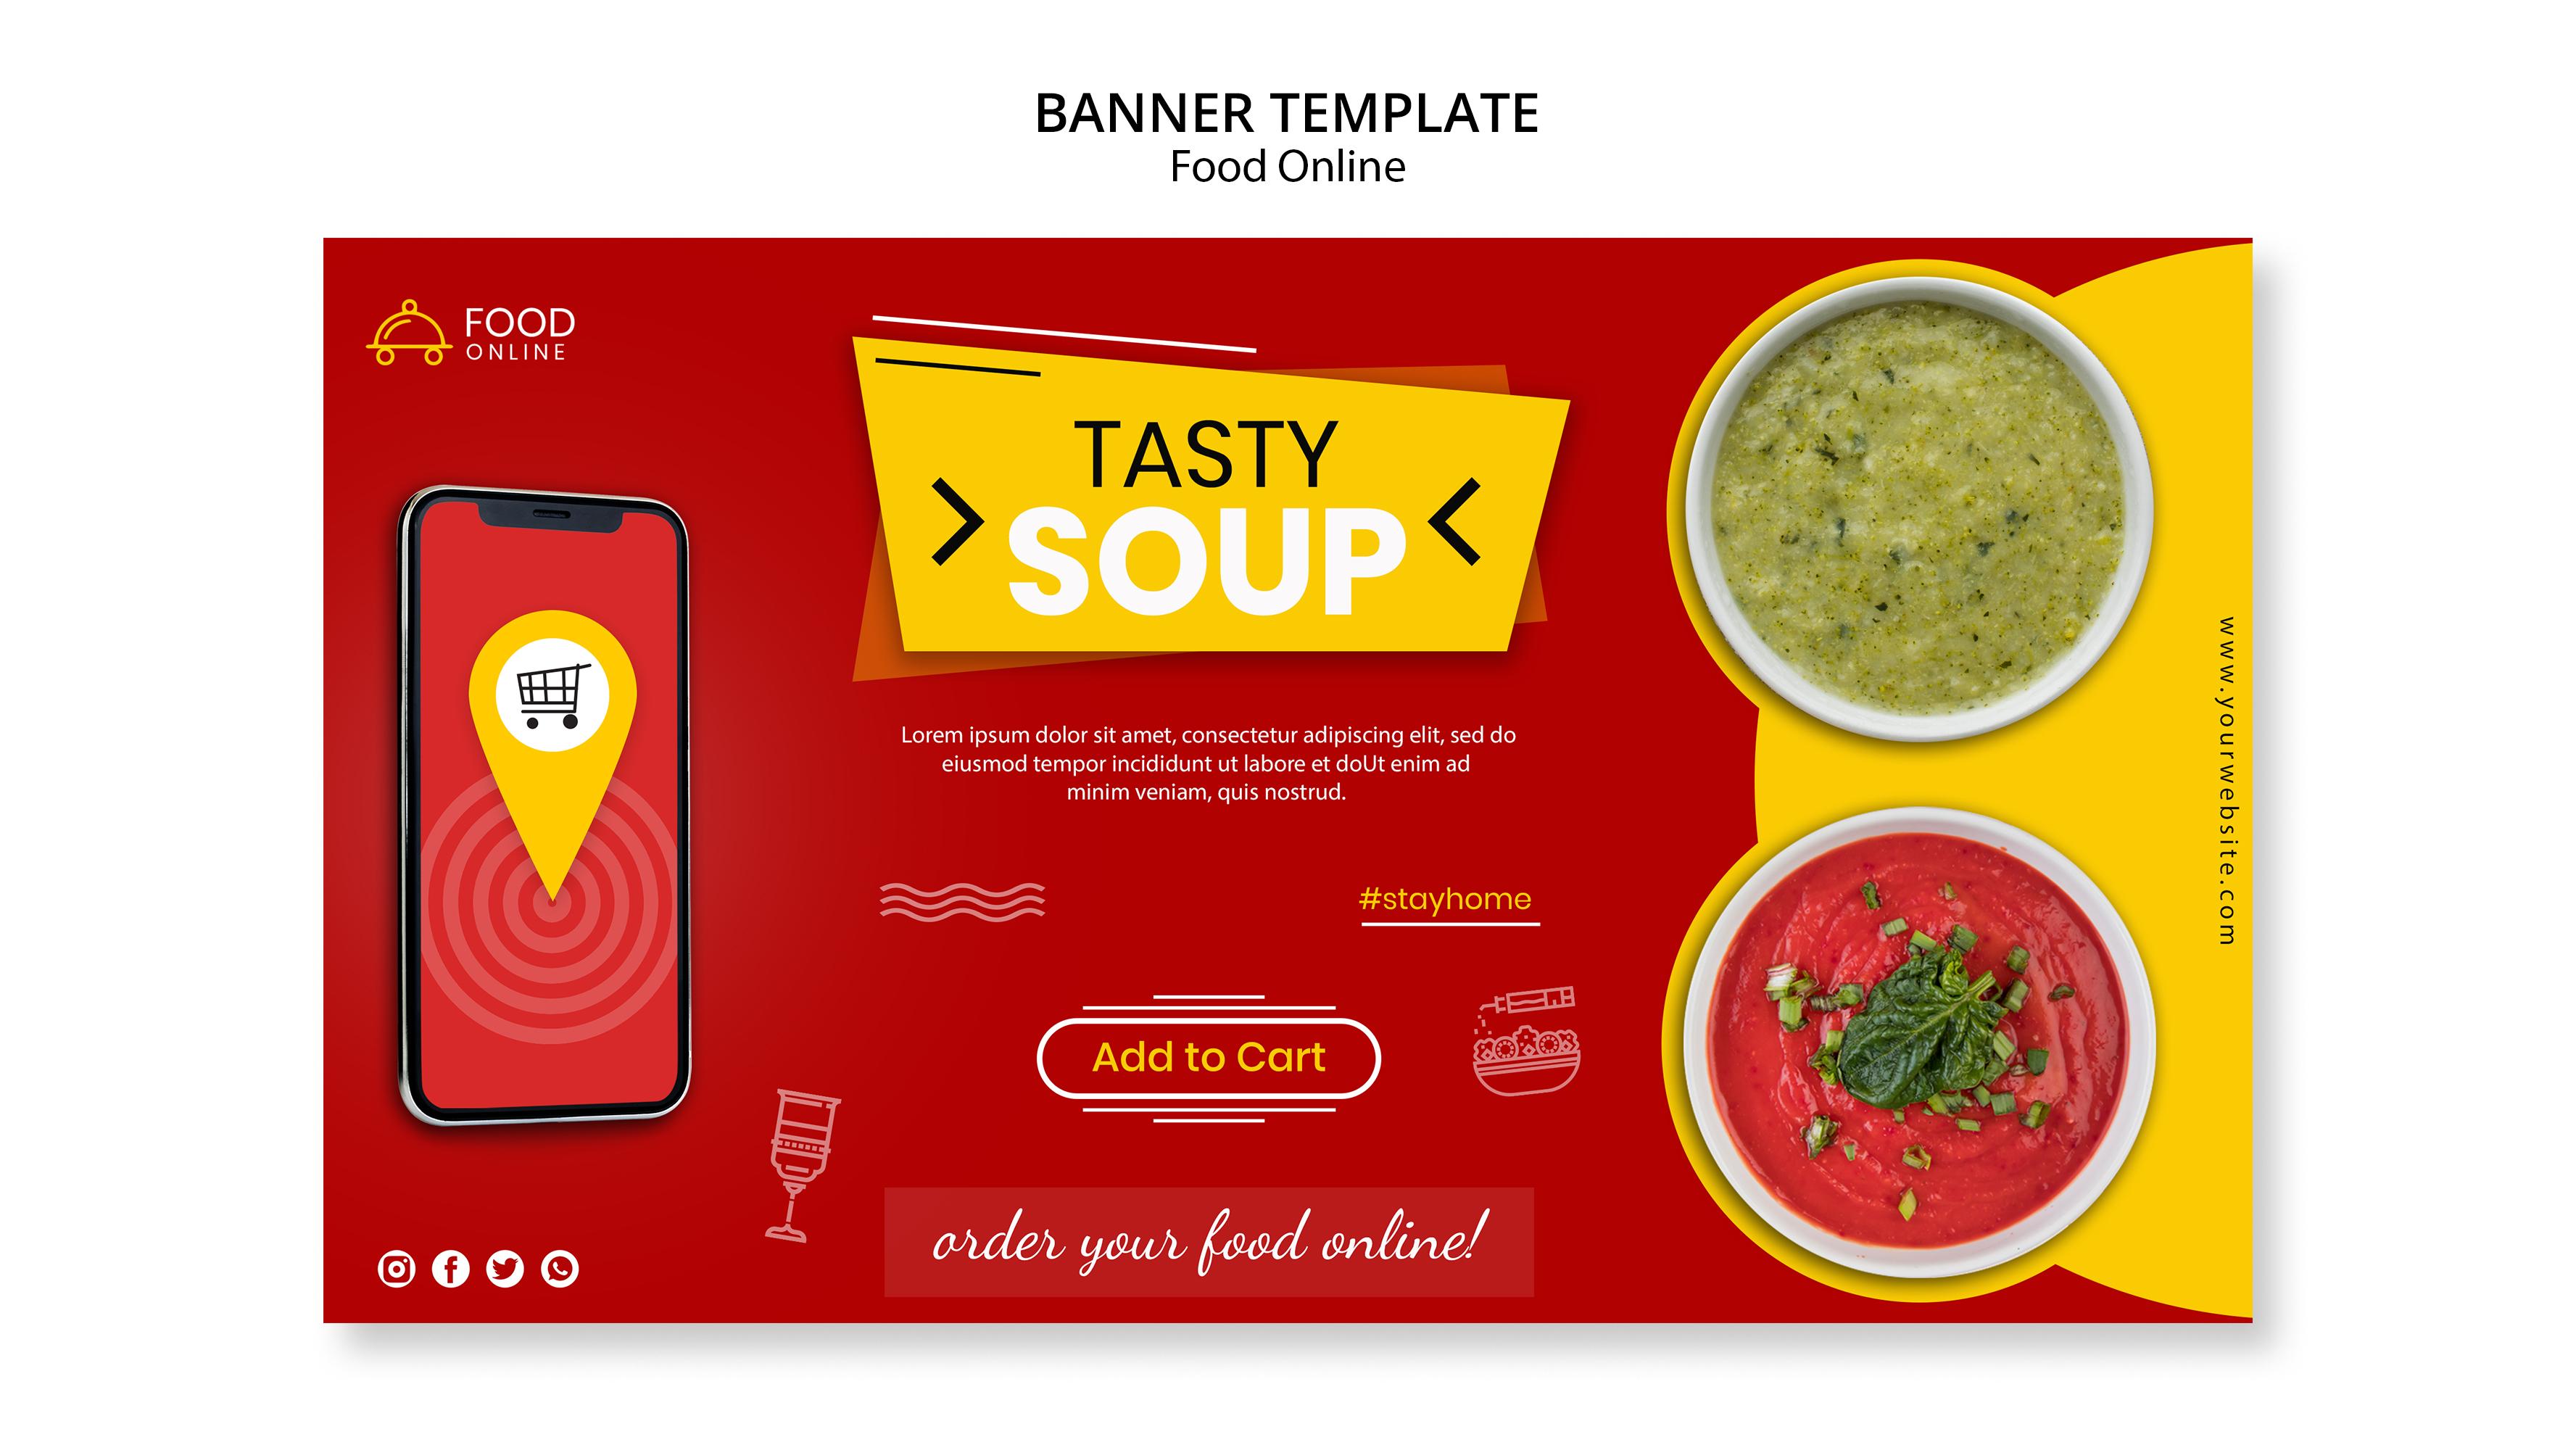 BANNER TEMPLATE
Food Online
FOOD
ONLINE
TASTY
SOUP
Lorem ipsum dolor sit amet, consectetur adipiscing elit, sed do
eiusmod tempor incididunt ut labore et doUt enim ad
minim veniam, quis nostrud.
#stayhome
Add to Cart
order your food online!
www.yourwebsite.com